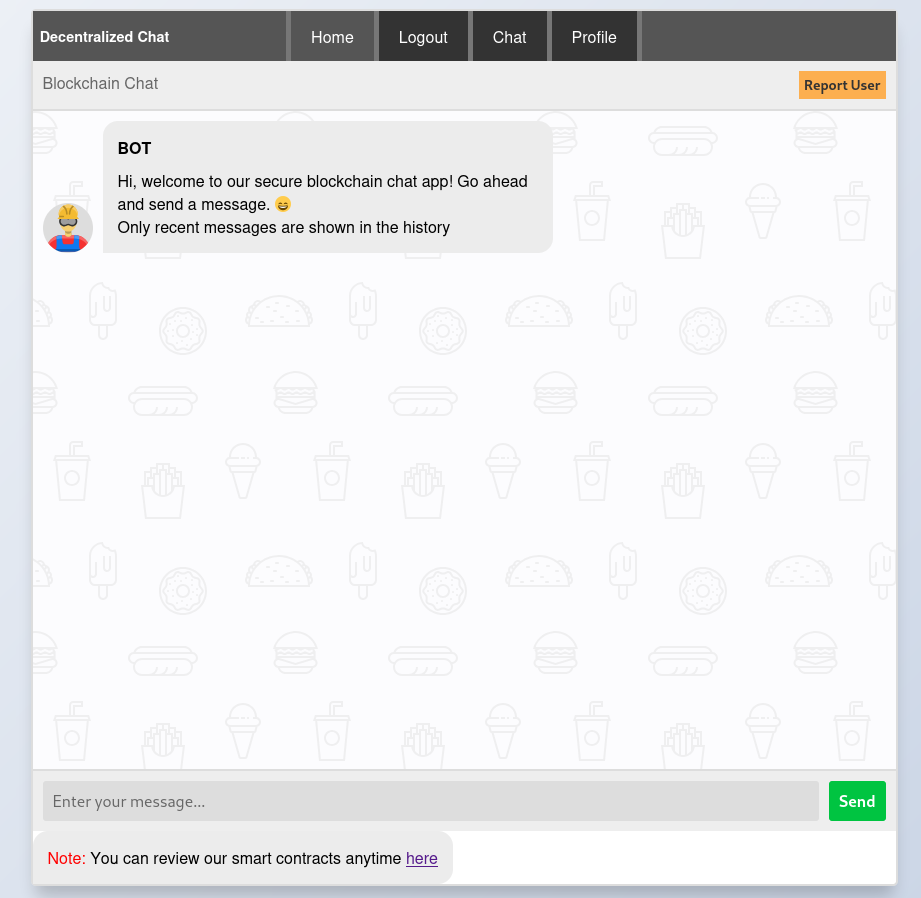 Decentralized Chat
Home
Logout
Chat
Profile
Blockchain Chat
Report User
BOT
Hi, welcome to our secure blockchain chat app! Go ahead
and send a message. 😄
Only recent messages are shown in the history
Enter your message...
Send
Note: You can review our smart contracts anytime here